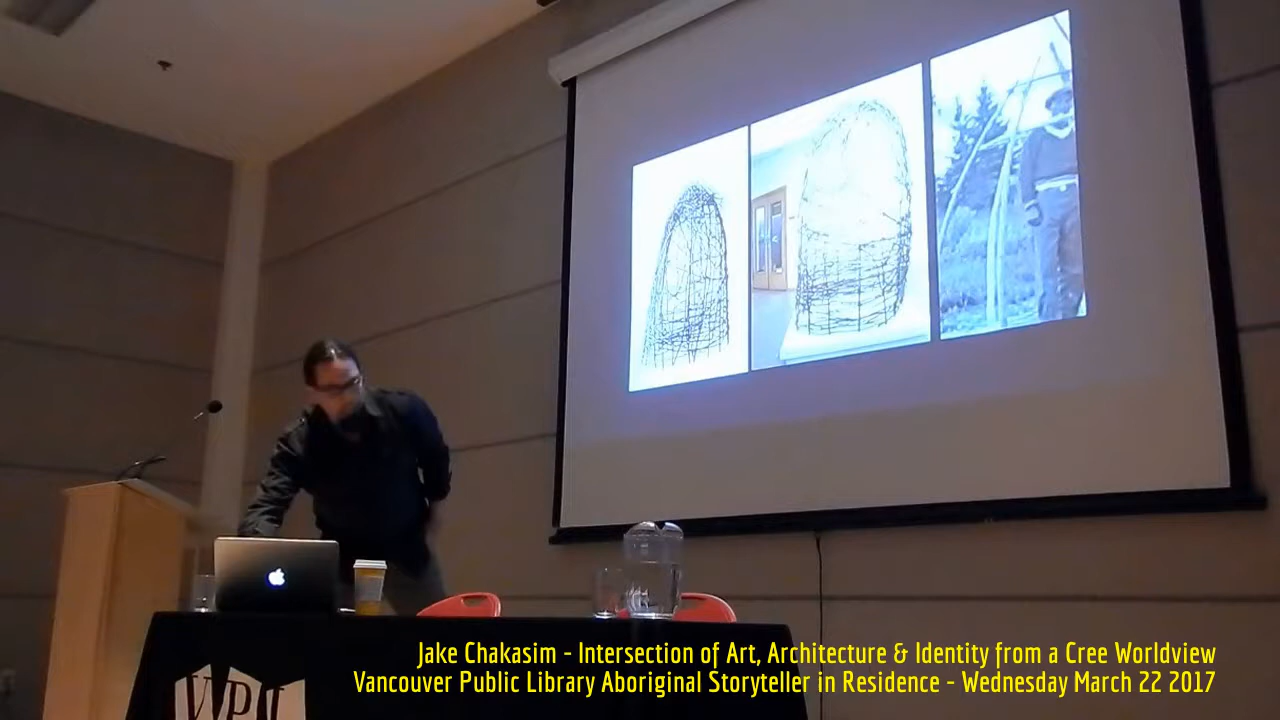 Jake Chakasim - Intersection of Art, Architecture & Identity from a Cree Worldview
Vancouver Public Library Aboriginal Storyteller in Residence - Wednesday March 22 2017
VPL